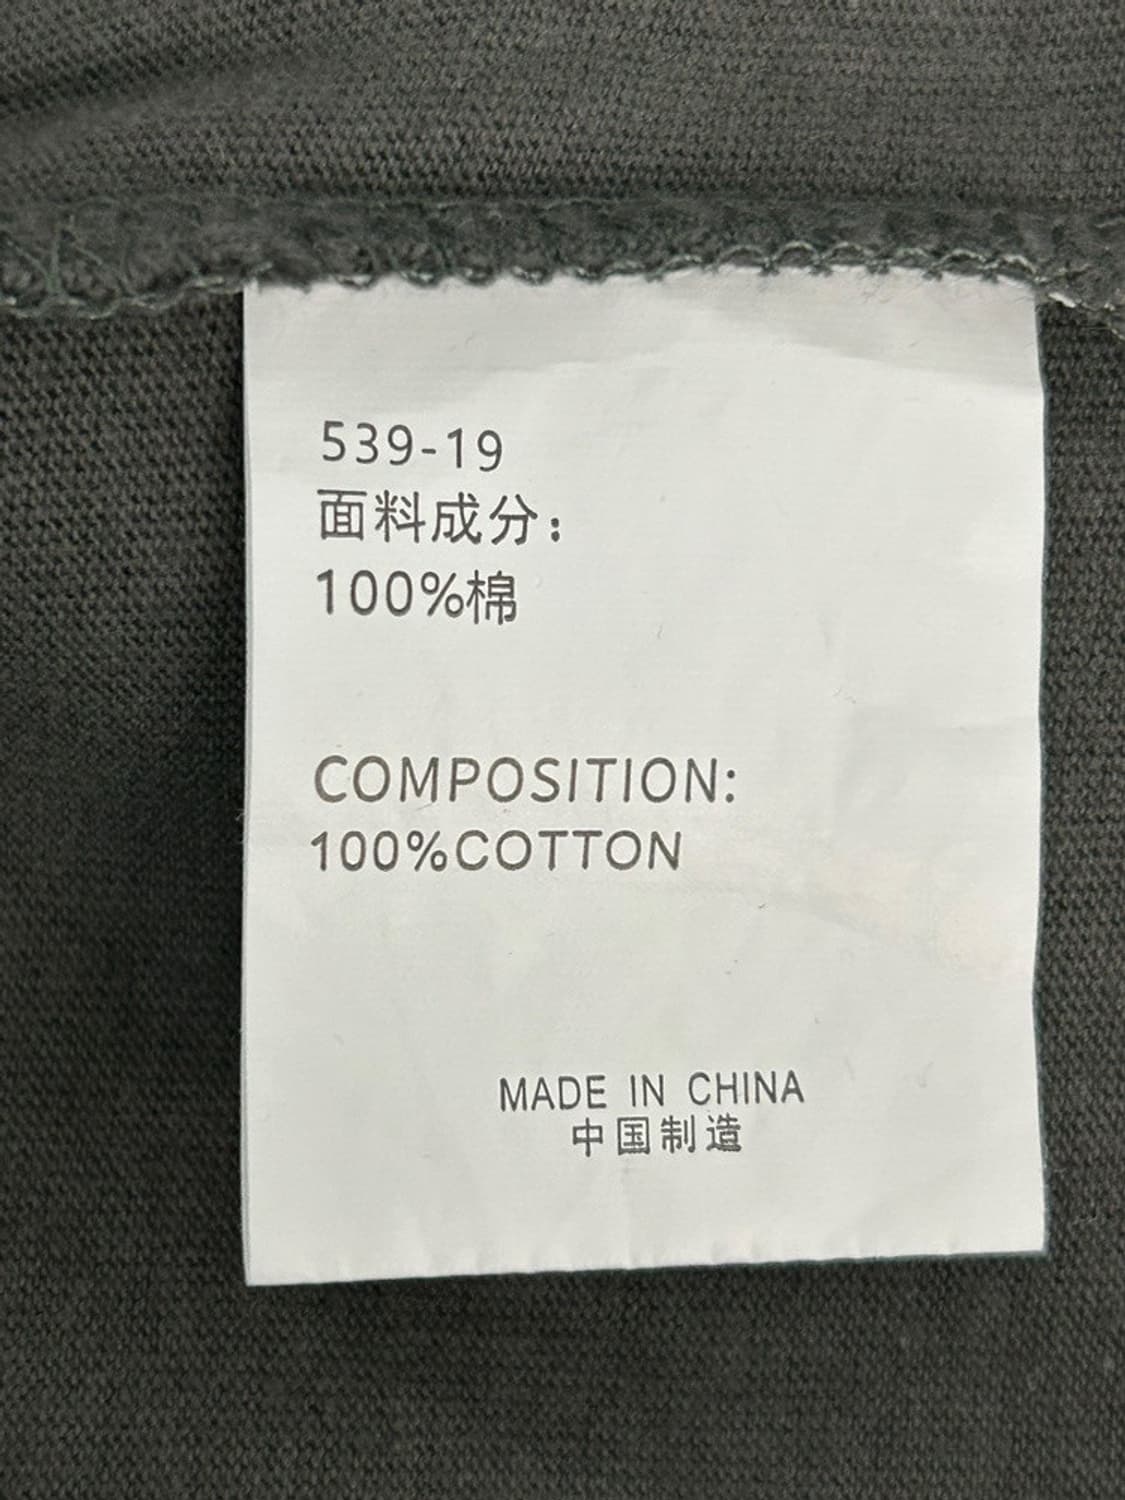 539-19
面料成分：
100%棉
COMPOSITION:
100%COTTON
MADE IN CHINA
中国制造